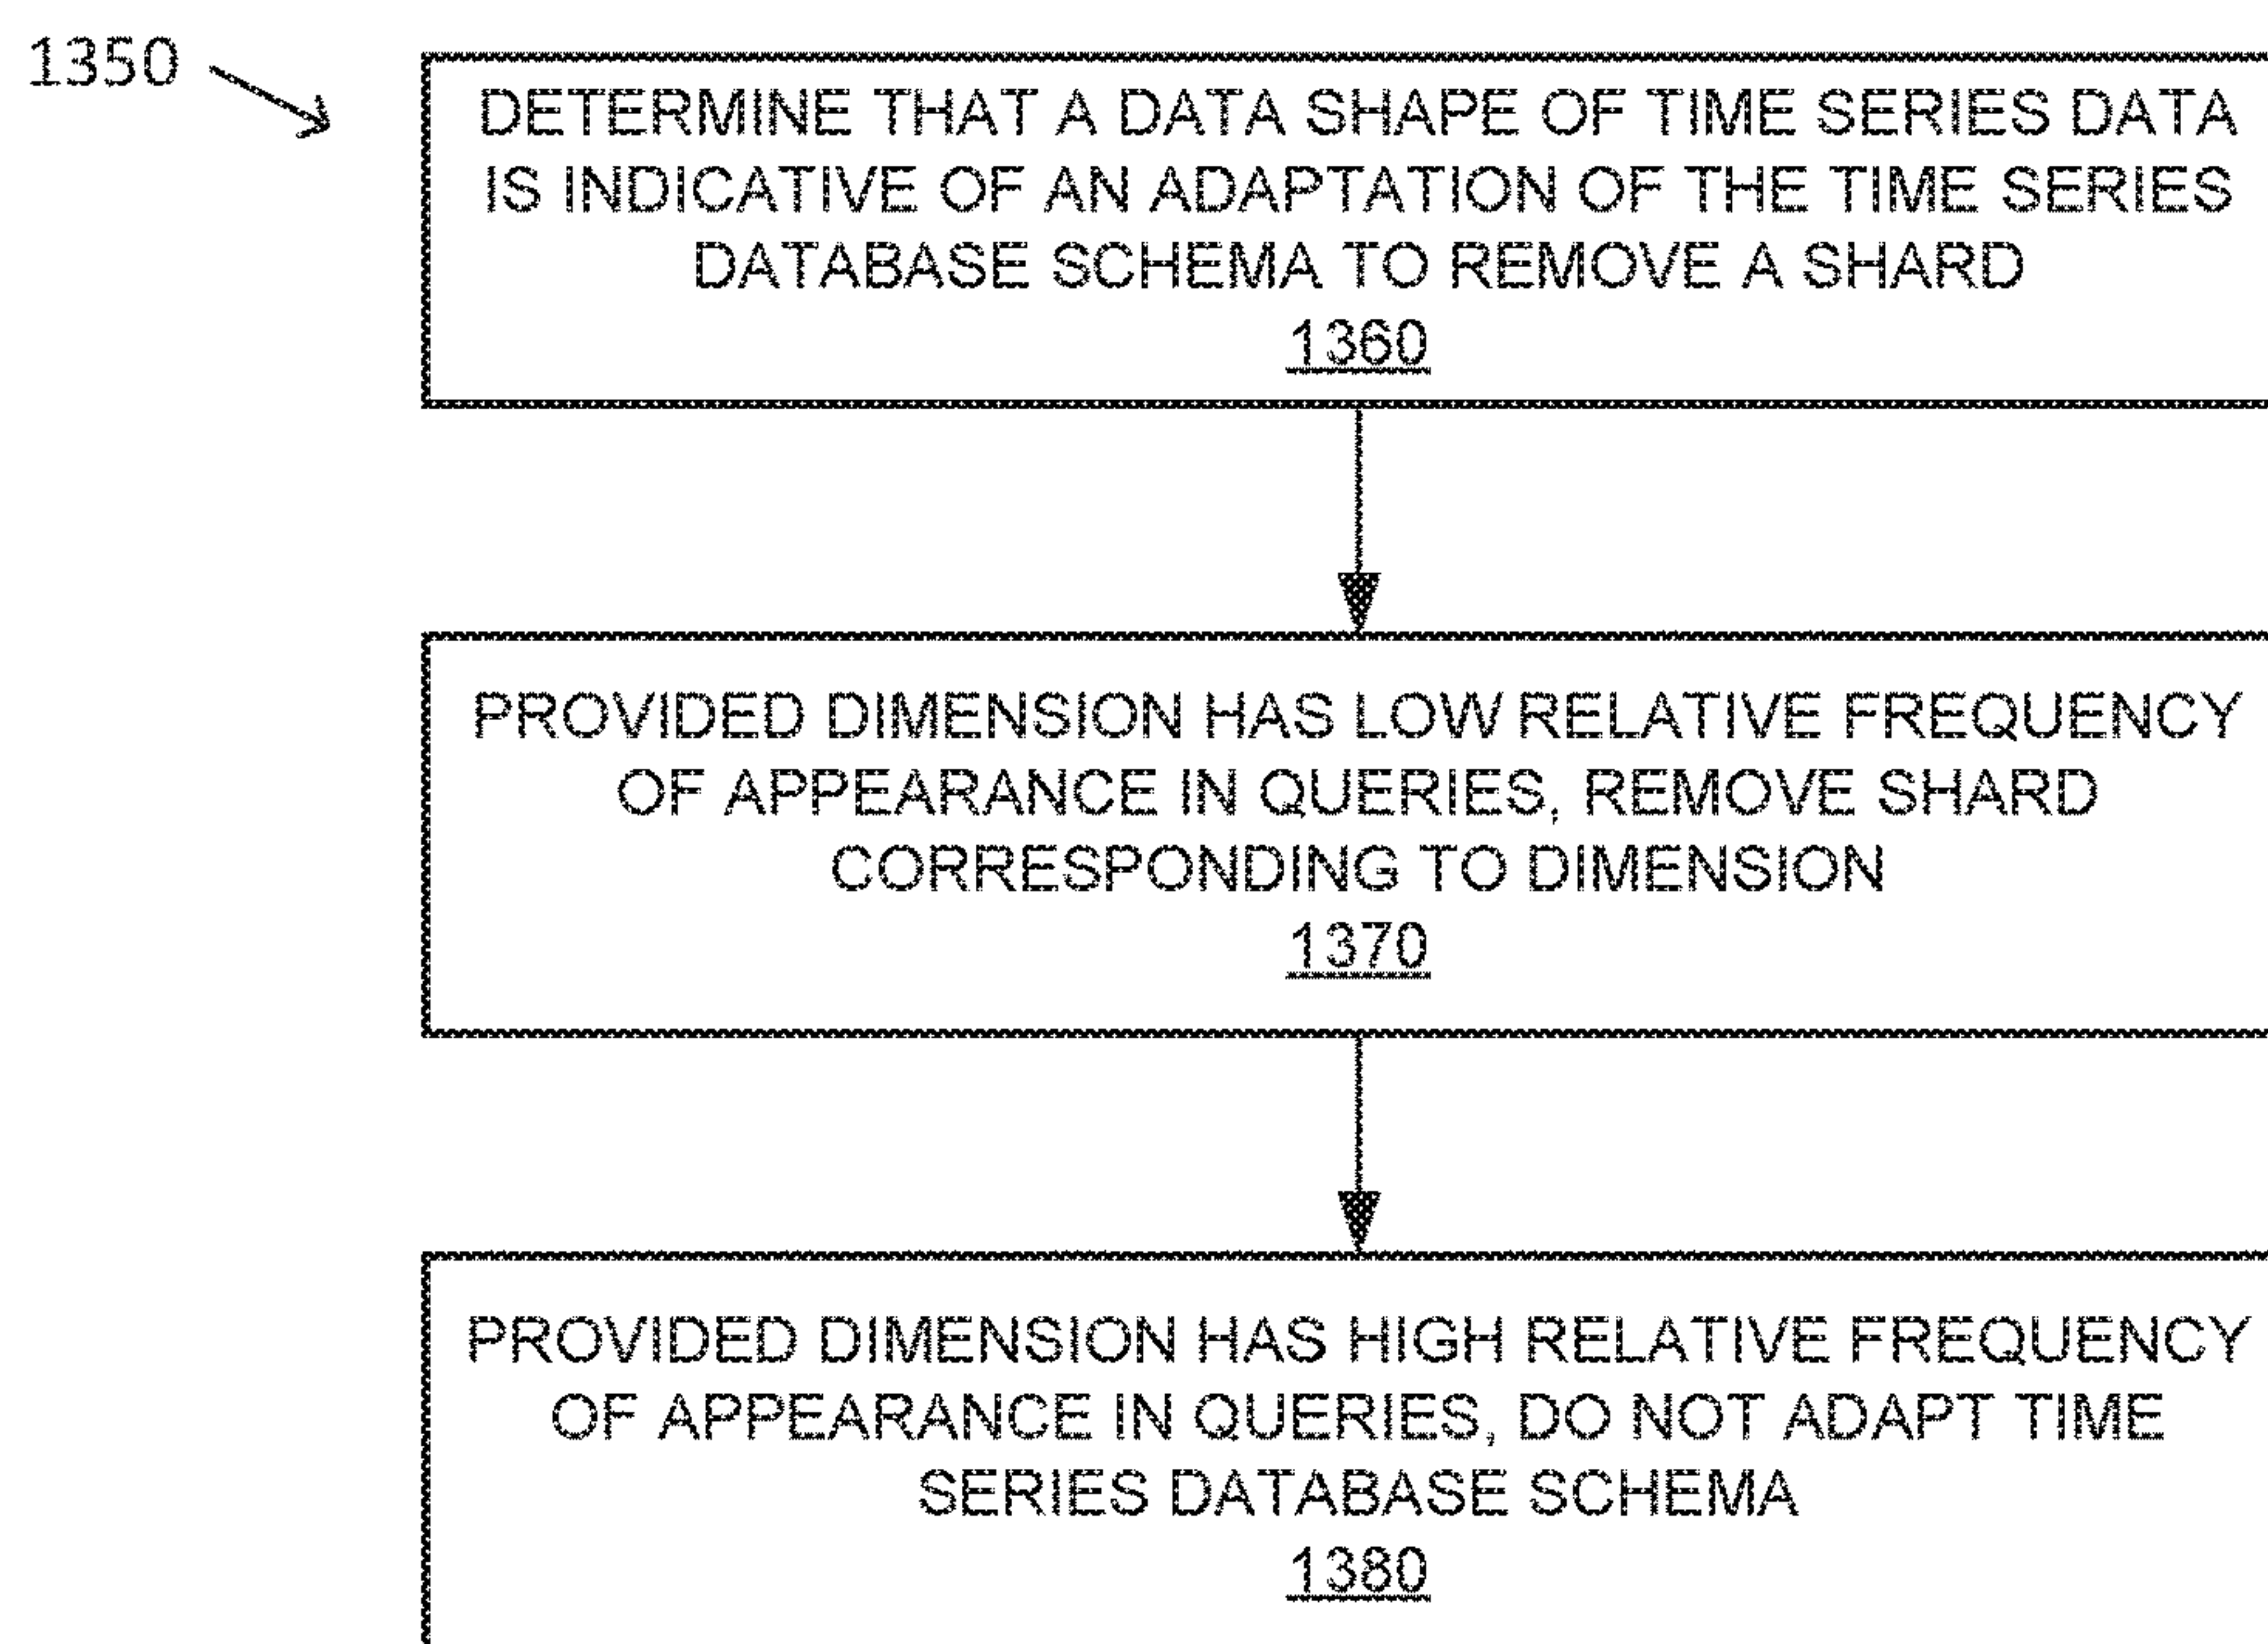 1350
DETERMINE THAT A DATA SHAPE OF TIME SERIES DATA
IS INDICATIVE OF AN ADAPTATION OF THE TIME SERIES
DATABASE SCHEMA TO REMOVE A SHARD
1360
PROVIDED DIMENSION HAS LOW RELATIVE FREQUENCY
OF APPEARANCE IN QUERIES, REMOVE SHARD
CORRESPONDING TO DIMENSION
1370
PROVIDED DIMENSION HAS HIGH RELATIVE FREQUENCY
OF APPEARANCE IN QUERIES, DO NOT ADAPT TIME
SERIES DATABASE SCHEMA
1380